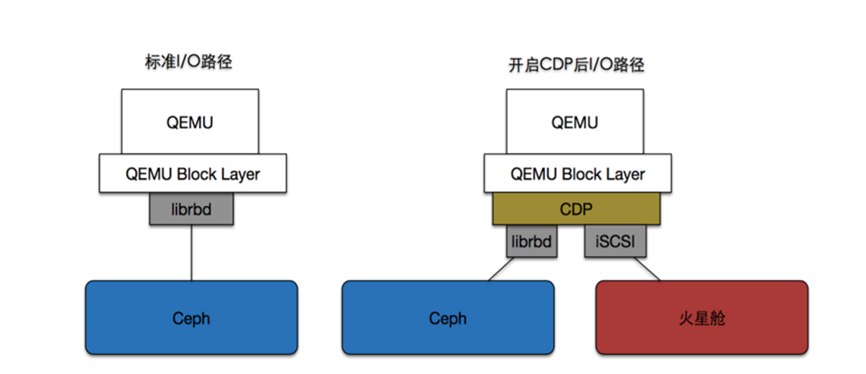 标准I/O路径
QEMU
QEMU Block Layer
librbd
Ceph
开启CDP后I/O路径
QEMU
QEMU Block Layer
CDP
librbd
iSCSI
Ceph
火星舱